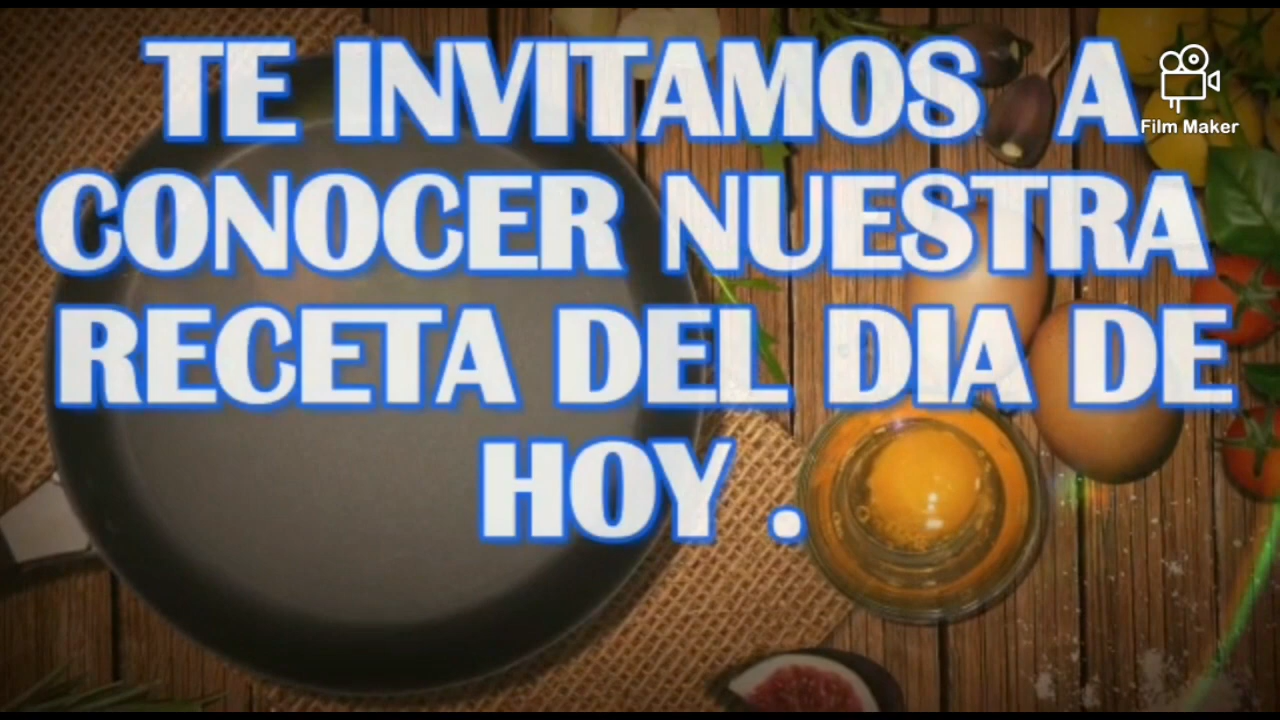 TE INVITAMOS A
Film Maker
CONOCER NUESTRA
RECETA DEL DIA DE
HOY .